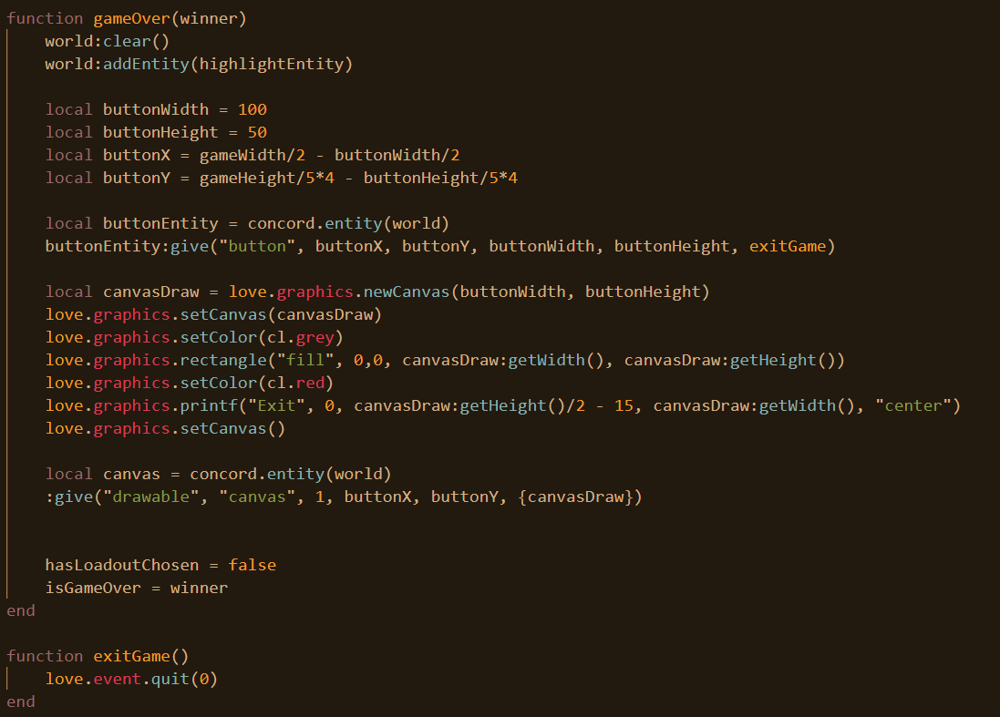 function gameOver(winner)
    world:clear()
    world:addEntity(highlightEntity)

    local buttonWidth = 100
    local buttonHeight = 50
    local buttonX = gameWidth/2 - buttonWidth/2
    local buttonY = gameHeight/5*4 - buttonHeight/5*4

    local buttonEntity = concord.entity(world)
    buttonEntity:give("button", buttonX, buttonY, buttonWidth, buttonHeight, exitGame)

    local canvasDraw = love.graphics.newCanvas(buttonWidth, buttonHeight)
    love.graphics.setCanvas(canvasDraw)
    love.graphics.setColor(cl.grey)
    love.graphics.rectangle("fill", 0,0, canvasDraw:getWidth(), canvasDraw:getHeight())
    love.graphics.setColor(cl.red)
    love.graphics.printf("Exit", 0, canvasDraw:getHeight()/2 - 15, canvasDraw:getWidth(), "center")
    love.graphics.setCanvas()

    local canvas = concord.entity(world)
    :give("drawable", "canvas", 1, buttonX, buttonY, {canvasDraw})


    hasLoadoutChosen = false
    isGameOver = winner
end

function exitGame()
    love.event.quit(0)
end